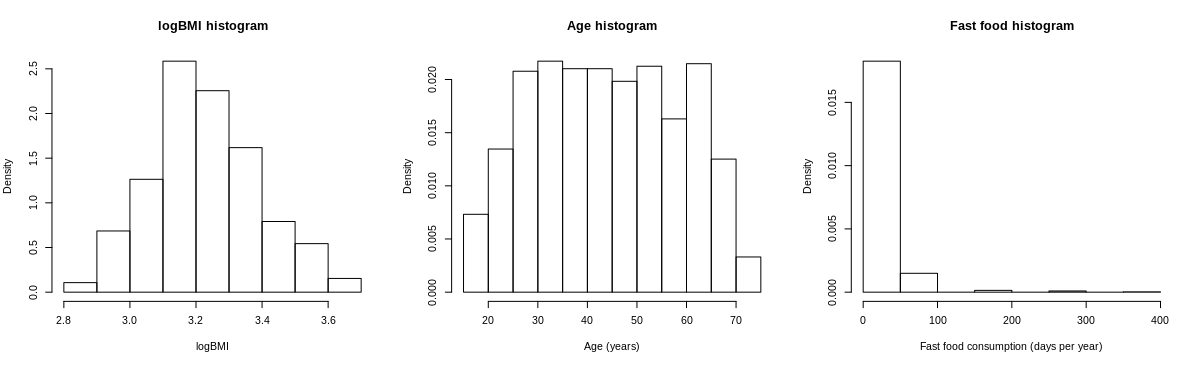 logBMI histogram
Density
0.0 0.5 1.0 1.5 2.0 2.5
2.8 3.0 3.2 3.4 3.6
logBMI
Age histogram
Density
0.000 0.005 0.010 0.015 0.020
20 30 40 50 60 70
Age (years)
Fast food histogram
Density
0.000 0.005 0.010 0.015
0 100 200 300 400
Fast food consumption (days per year)